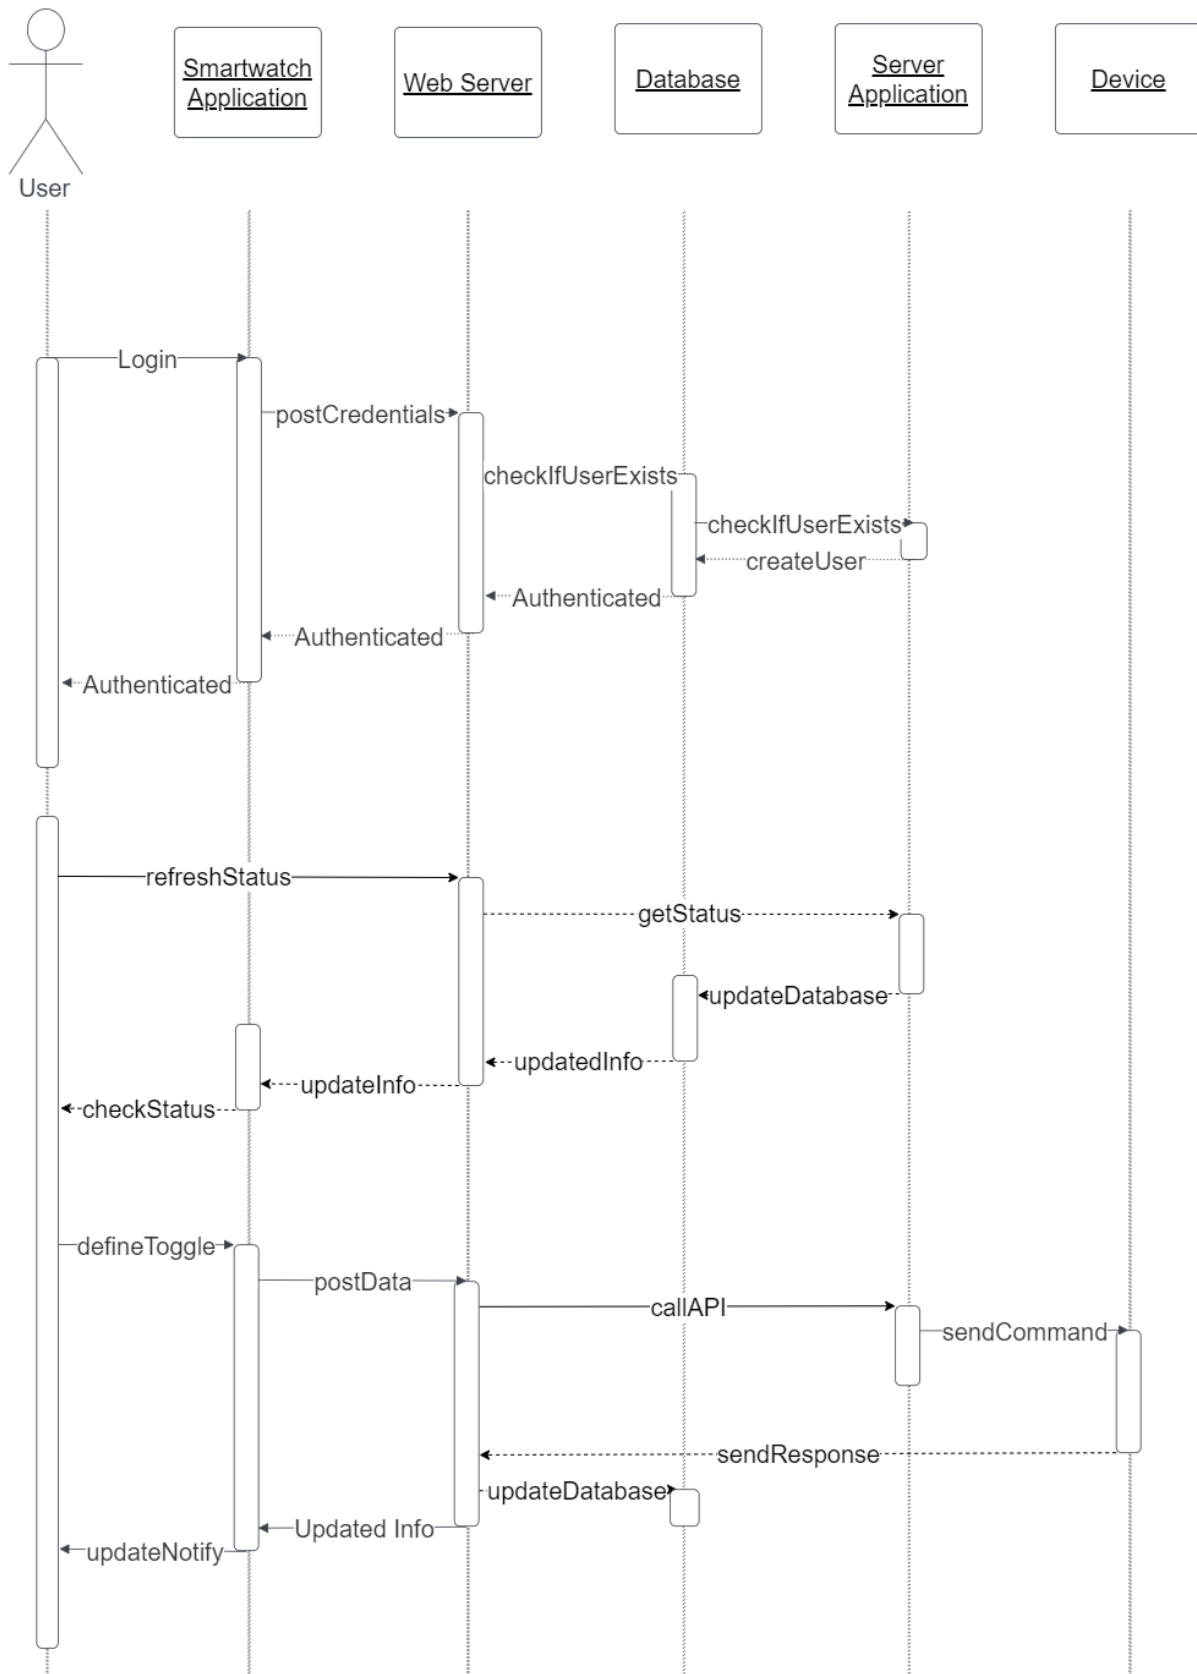 Smartwatch
Application
Web Server
Database
Server
Application
Device
User
Login
postCredentials
checkIfUserExists
checkIfUserExists
createUser
Authenticated
Authenticated
Authenticated
refreshStatus
getStatus
updateDatabase
updatedInfo
updateInfo
checkStatus
defineToggle
postData
callAPI
sendCommand
sendResponse
updateDatabase
Updated Info
updateNotify